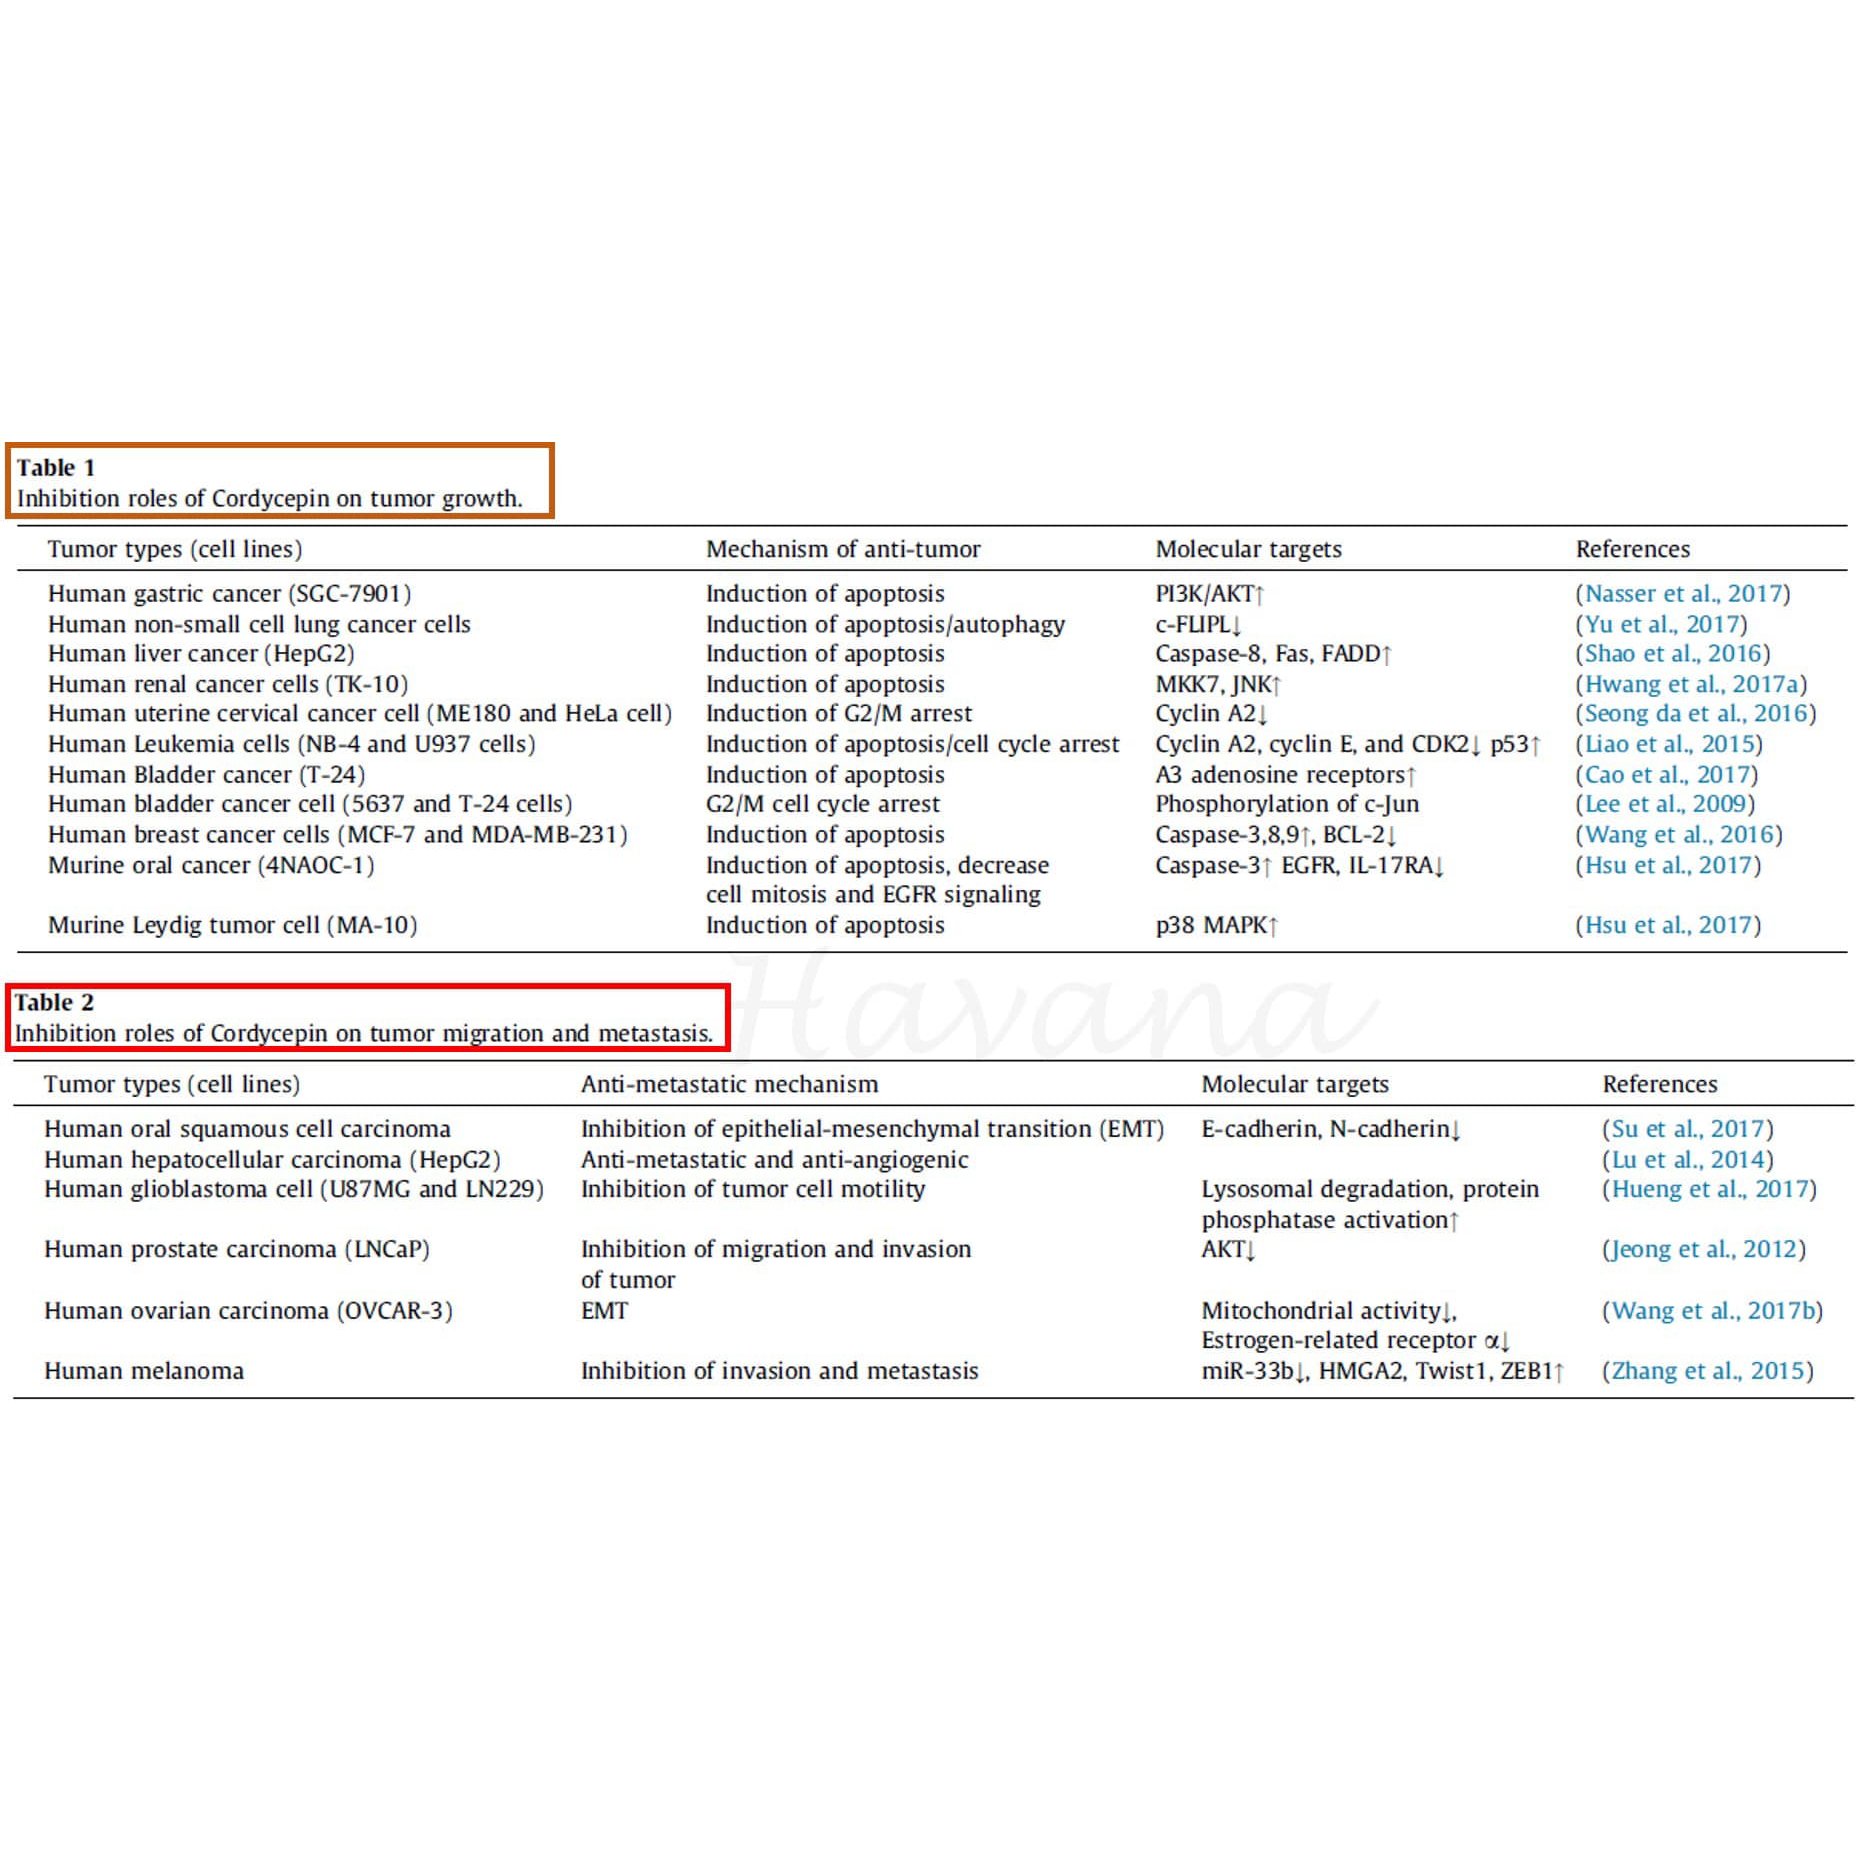 Table 1
Inhibition roles of Cordycepin on tumor growth.
Tumor types (cell lines) Mechanism of anti-tumor Molecular targets References
Human gastric cancer (SGC-7901) Induction of apoptosis PI3K/AKT↑ (Nasser et al., 2017)
Human non-small cell lung cancer cells Induction of apoptosis/autophagy c-FLIPL↓ (Yu et al., 2017)
Human liver cancer (HepG2) Induction of apoptosis Caspase-8, Fas, FADD↑ (Shao et al., 2016)
Human renal cancer cells (TK-10) Induction of apoptosis MKK7, JNK↑ (Hwang et al., 2017a)
Human uterine cervical cancer cell (ME180 and HeLa cell) Induction of G2/M arrest Cyclin A2↓ (Seong da et al., 2016)
Human Leukemia cells (NB-4 and U937 cells) Induction of apoptosis/cell cycle arrest Cyclin A2, cyclin E, and CDK2↓ p53↑ (Liao et al., 2015)
Human Bladder cancer (T-24) Induction of apoptosis A3 adenosine receptors↑ (Cao et al., 2017)
Human bladder cancer cell (5637 and T-24 cells) G2/M cell cycle arrest Phosphorylation of c-Jun (Lee et al., 2009)
Human breast cancer cells (MCF-7 and MDA-MB-231) Induction of apoptosis Caspase-3,8,9↑, BCL-2↓ (Wang et al., 2016)
Murine oral cancer (4NAOC-1) Induction of apoptosis, decrease Caspase-3↑ EGFR, IL-17RA↓ (Hsu et al., 2017)
cell mitosis and EGFR signaling
Murine Leydig tumor cell (MA-10) Induction of apoptosis p38 MAPK↑ (Hsu et al., 2017)
Havana
Table 2
Inhibition roles of Cordycepin on tumor migration and metastasis.
Tumor types (cell lines) Anti-metastatic mechanism Molecular targets References
Human oral squamous cell carcinoma Inhibition of epithelial-mesenchymal transition (EMT) E-cadherin, N-cadherin↓ (Su et al., 2017)
Human hepatocellular carcinoma (HepG2) Anti-metastatic and anti-angiogenic (Lu et al., 2014)
Human glioblastoma cell (U87MG and LN229) Inhibition of tumor cell motility Lysosomal degradation, protein (Hueng et al., 2017)
phosphatase activation↑
Human prostate carcinoma (LNCaP) Inhibition of migration and invasion AKT↓ (Jeong et al., 2012)
of tumor
Human ovarian carcinoma (OVCAR-3) EMT Mitochondrial activity↓, (Wang et al., 2017b)
Estrogen-related receptor α↓
Human melanoma Inhibition of invasion and metastasis miR-33b↓, HMGA2, Twist1, ZEB1↑ (Zhang et al., 2015)